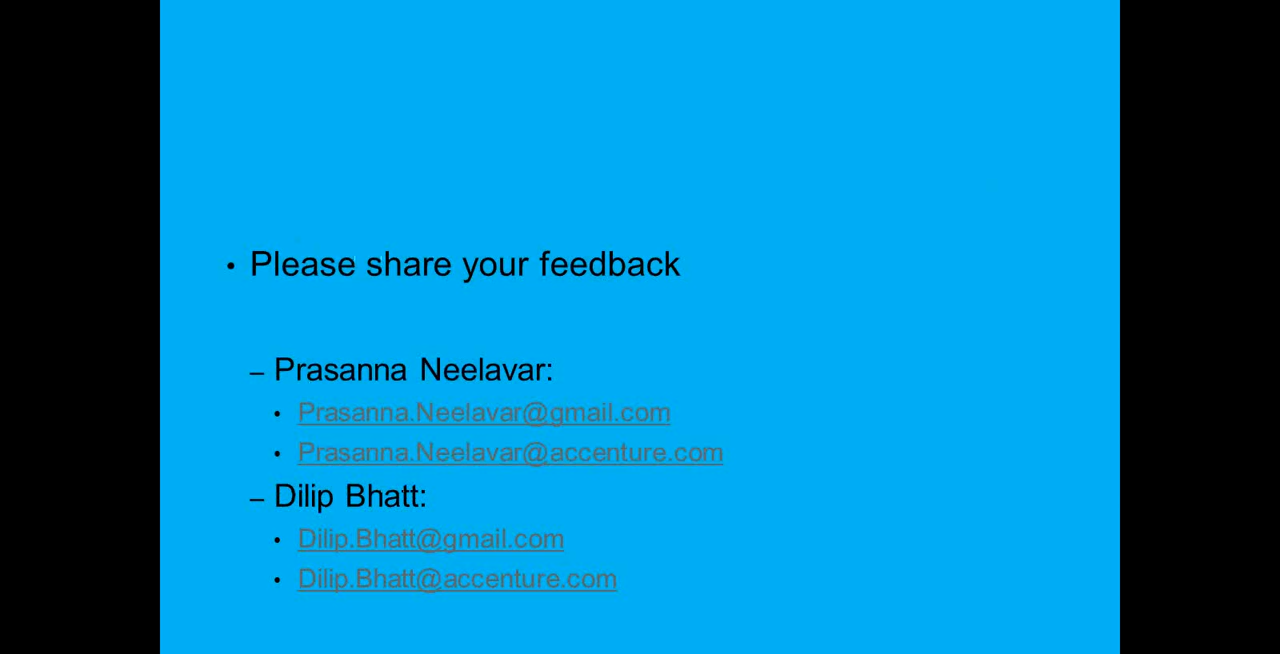 • Please share your feedback
– Prasanna Neelavar:
• Prasanna.Neelavar@gmail.com
• Prasanna.Neelavar@accenture.com
– Dilip Bhatt:
• Dilip.Bhatt@gmail.com
• Dilip.Bhatt@accenture.com